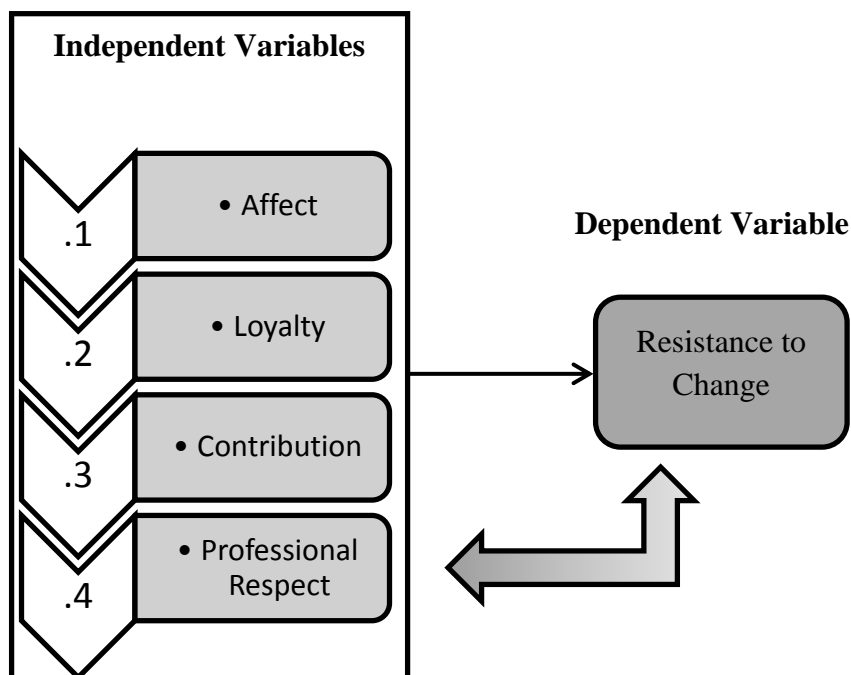 Independent Variables
.1
• Affect
.2
• Loyalty
.3
• Contribution
.4
• Professional
Respect
Dependent Variable
Resistance to
Change